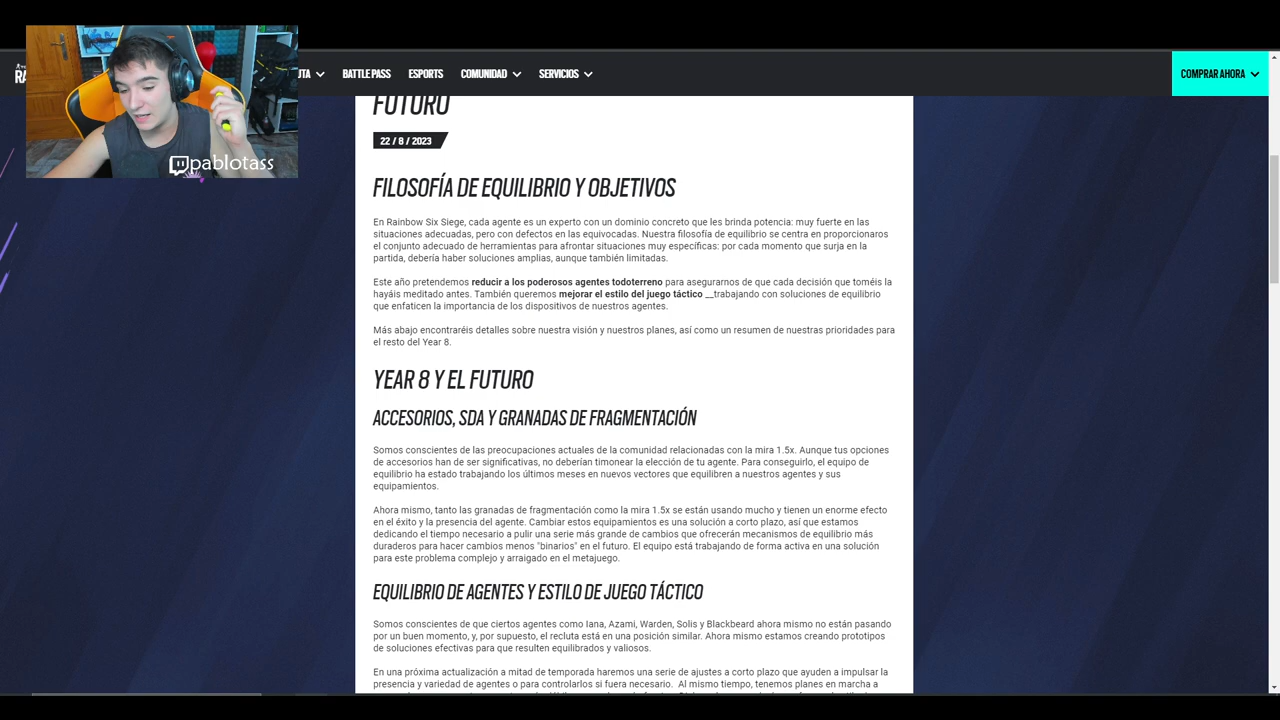 RA
UTA
BATTLE PASS
ESPORTS
COMUNIDAD
SERVICIOS
COMPRAR AHORA
pablotass
FUTURO
22 / 8 / 2023
FILOSOFÍA DE EQUILIBRIO Y OBJETIVOS
En Rainbow Six Siege, cada agente es un experto con un dominio concreto que les brinda potencia: muy fuerte en las
situaciones adecuadas, pero con defectos en las equivocadas. Nuestra filosofía de equilibrio se centra en proporcionaros
el conjunto adecuado de herramientas para afrontar situaciones muy específicas: por cada momento que surja en la
partida, debería haber soluciones amplias, aunque también limitadas.
Este año pretendemos reducir a los poderosos agentes todoterreno para asegurarnos de que cada decisión que toméis la
hayáis meditado antes. También queremos mejorar el estilo del juego táctico __trabajando con soluciones de equilibrio
que enfaticen la importancia de los dispositivos de nuestros agentes.
Más abajo encontraréis detalles sobre nuestra visión y nuestros planes, así como un resumen de nuestras prioridades para
el resto del Year 8.
YEAR 8 Y EL FUTURO
ACCESORIOS, SDA Y GRANADAS DE FRAGMENTACIÓN
Somos conscientes de las preocupaciones actuales de la comunidad relacionadas con la mira 1.5x. Aunque tus opciones
de accesorios han de ser significativas, no deberían timonear la elección de tu agente. Para conseguirlo, el equipo de
equilibrio ha estado trabajando los últimos meses en nuevos vectores que equilibren a nuestros agentes y sus
equipamientos.
Ahora mismo, tanto las granadas de fragmentación como la mira 1.5x se están usando mucho y tienen un enorme efecto
en el éxito y la presencia del agente. Cambiar estos equipamientos es una solución a corto plazo, así que estamos
dedicando el tiempo necesario a pulir una serie más grande de cambios que ofrecerán mecanismos de equilibrio más
duraderos para hacer cambios menos "binarios" en el futuro. El equipo está trabajando de forma activa en una solución
para este problema complejo y arraigado en el metajuego.
EQUILIBRIO DE AGENTES Y ESTILO DE JUEGO TÁCTICO
Somos conscientes de que ciertos agentes como Iana, Azami, Warden, Solis y Blackbeard ahora mismo no están pasando
por un buen momento, y, por supuesto, el recluta está en una posición similar. Ahora mismo estamos creando prototipos
de soluciones efectivas para que resulten equilibrados y valiosos.
En una próxima actualización a mitad de temporada haremos una serie de ajustes a corto plazo que ayuden a impulsar la
presencia y variedad de agentes o para controlarlos si fuera necesario. Al mismo tiempo, tenemos planes en marcha a